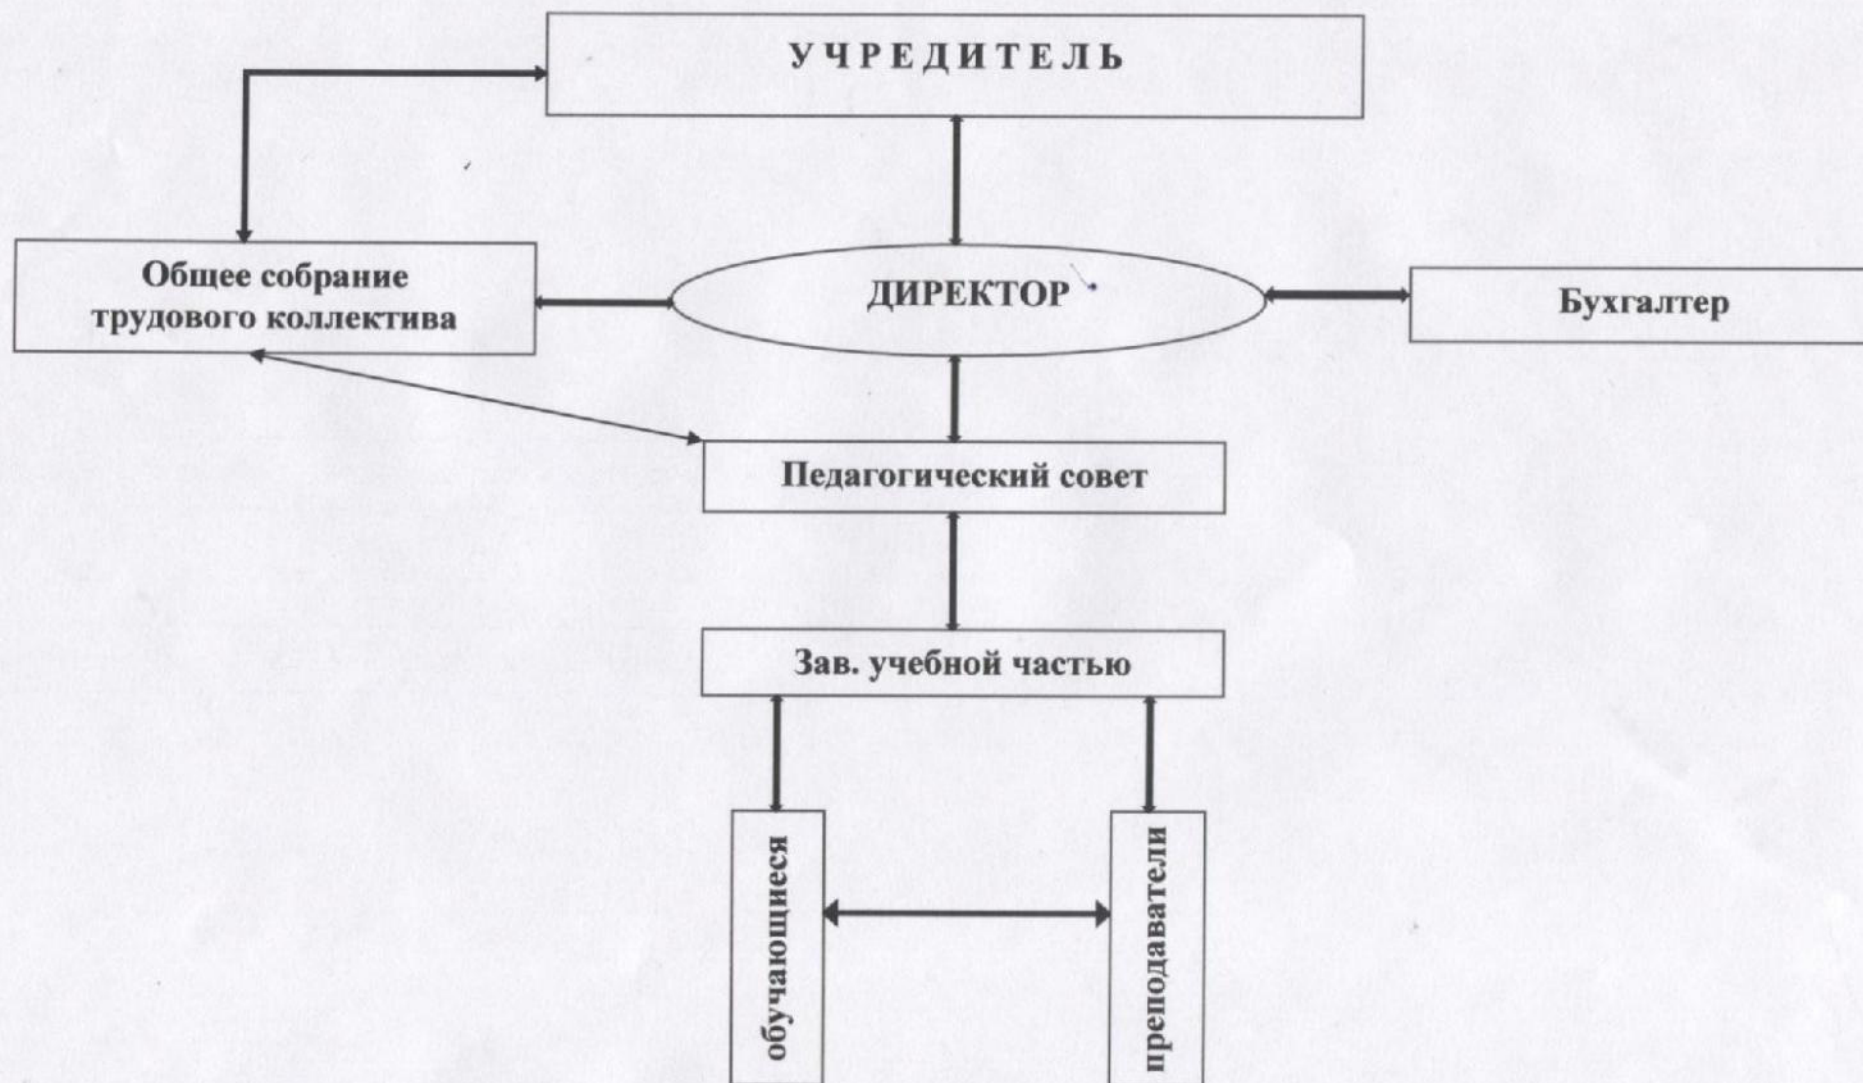 УЧРЕДИТЕЛЬ
Общее собрание
трудового коллектива
ДИРЕКТОР
Бухгалтер
Педагогический совет
Зав. учебной частью
обучающиеся
преподаватели